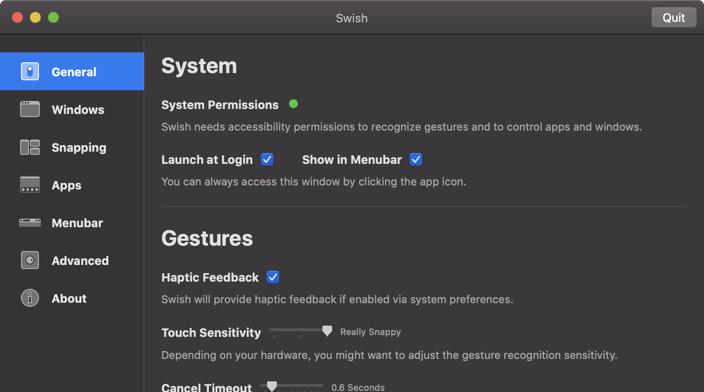 Swish
Quit
General
Windows
Snapping
Apps
Menubar
Advanced
About
System
System Permissions
Swish needs accessibility permissions to recognize gestures and to control apps and windows.
Launch at Login Show in Menubar
You can always access this window by clicking the app icon.
Gestures
Haptic Feedback
Swish will provide haptic feedback if enabled via system preferences.
Touch Sensitivity Really Snappy
Depending on your hardware, you might want to adjust the gesture recognition sensitivity.
Cancel Timeout 0.6 Seconds